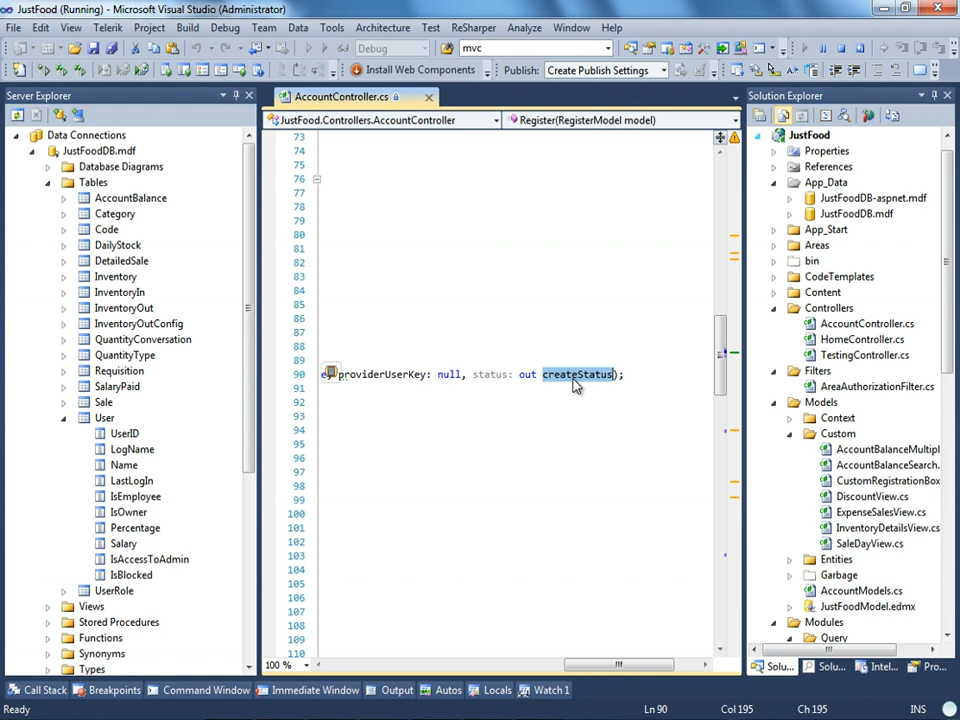 JustFood (Running) - Microsoft Visual Studio (Administrator)
File Edit View Telerik Project Build Debug Team Data Tools Architecture Test ReSharper Analyze Window Help
Debug mvc
Install Web Components Publish: Create Publish Settings
Server Explorer
Data Connections
JustFoodDB.mdf
Database Diagrams
Tables
AccountBalance
Category
Code
DailyStock
DetailedSale
Inventory
InventoryIn
InventoryOut
InventoryOutConfig
QuantityConversation
QuantityType
Requisition
SalaryPaid
Sale
User
UserID
LogName
Name
LastLogIn
IsEmployee
IsOwner
Percentage
Salary
IsAccessToAdmin
IsBlocked
UserRole
Views
Stored Procedures
Functions
Synonyms
Types
AccountController.cs
JustFood.Controllers.AccountController Register(RegisterModel model)
73
74
75
76
77
78
79
80
81
82
83
84
85
86
87
88
89
90 providerUserKey: null, status: out createStatus);
91
92
93
94
95
96
97
98
99
100
101
102
103
104
105
106
107
108
109
110
100 %
Solution Explorer
JustFood
Properties
References
App_Data
JustFoodDB-aspnet.mdf
JustFoodDB.mdf
App_Start
Areas
bin
CodeTemplates
Content
Controllers
AccountController.cs
HomeController.cs
TestingController.cs
Filters
AreaAuthorizationFilter.cs
Models
Context
Custom
AccountBalanceMultipl
AccountBalanceSearch.
CustomRegistrationBox
DiscountView.cs
ExpenseSalesView.cs
InventoryDetailsView.cs
SaleDayView.cs
Entities
Garbage
AccountModels.cs
JustFoodModel.edmx
Modules
Query
Solu... Solu... Intel... Pro...
Call Stack Breakpoints Command Window Immediate Window Output Autos Locals Watch 1
Ready Ln 90 Col 195 Ch 195 INS